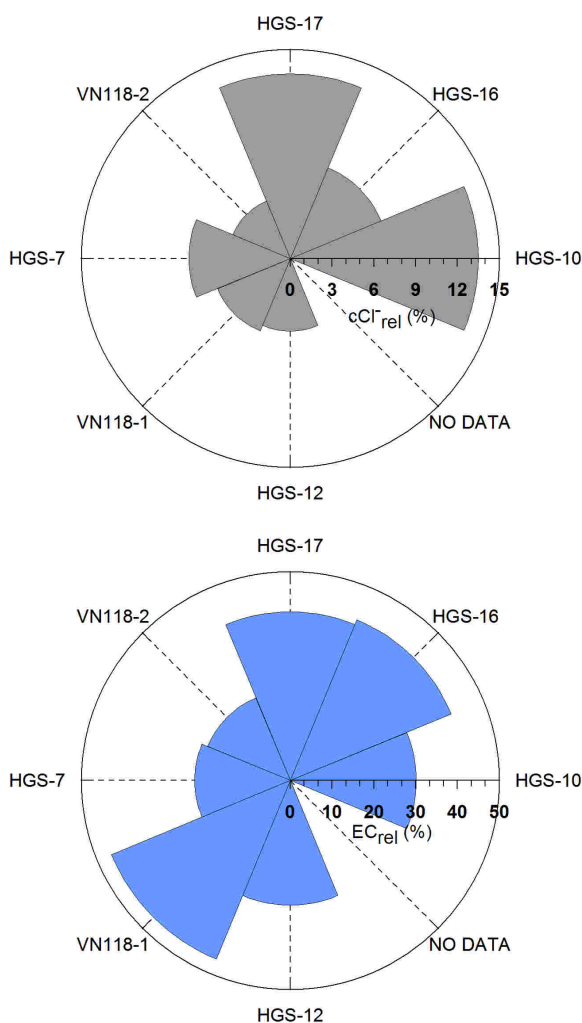 HGS-17
VN118-2
HGS-16
HGS-7
HGS-10
0 3 6 9 12 15
cCl⁻rel (%)
VN118-1
NO DATA
HGS-12
HGS-17
VN118-2
HGS-16
HGS-7
HGS-10
0 10 20 30 40 50
ECrel (%)
VN118-1
NO DATA
HGS-12